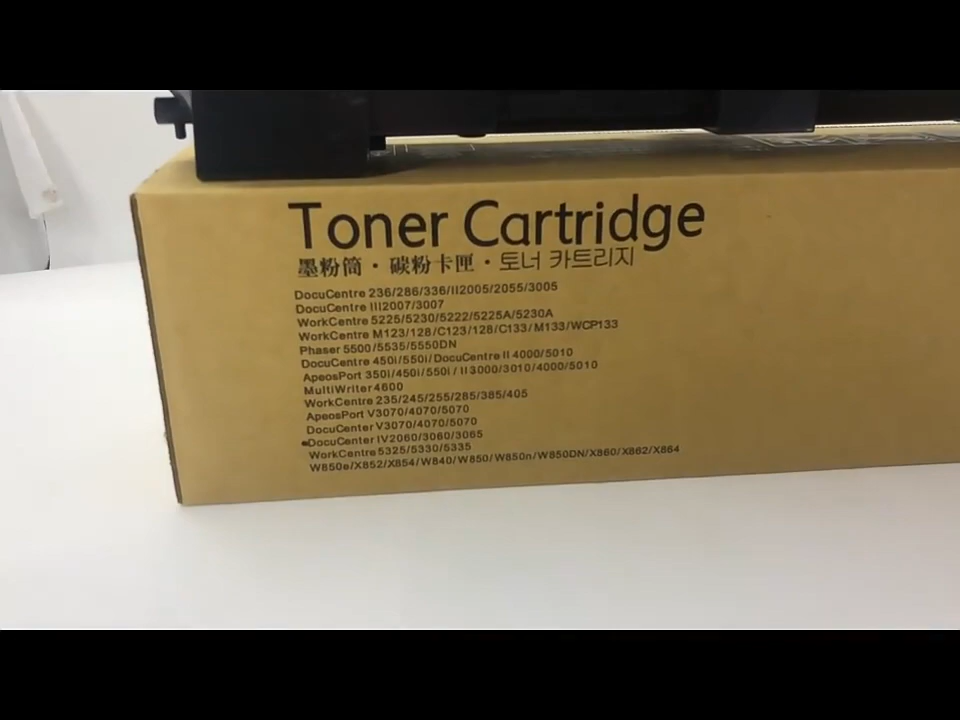 Toner Cartridge
墨粉筒・碳粉卡匣・토너 카트리지
DocuCentre 236/286/336/II2005/2055/3005
DocuCentre III2007/3007
WorkCentre 5225/5230/5222/5225A/5230A
WorkCentre M123/128/C123/128/C133/M133/WCP133
Phaser 5500/5535/5550DN
DocuCentre 450I/550I/DocuCentre II 4000/5010
ApeosPort 350I/450I/550I/II3000/3010/4000/5010
MultiWriter4600
WorkCentre 235/245/255/285/385/405
ApeosPort V3070/4070/5070
DocuCenter V3070/4070/5070
DocuCenter IV2060/3060/3065
WorkCentre 5325/5330/5335
W850e/X852/X854/W840/W850/W850n/W850DN/X860/X862/X864